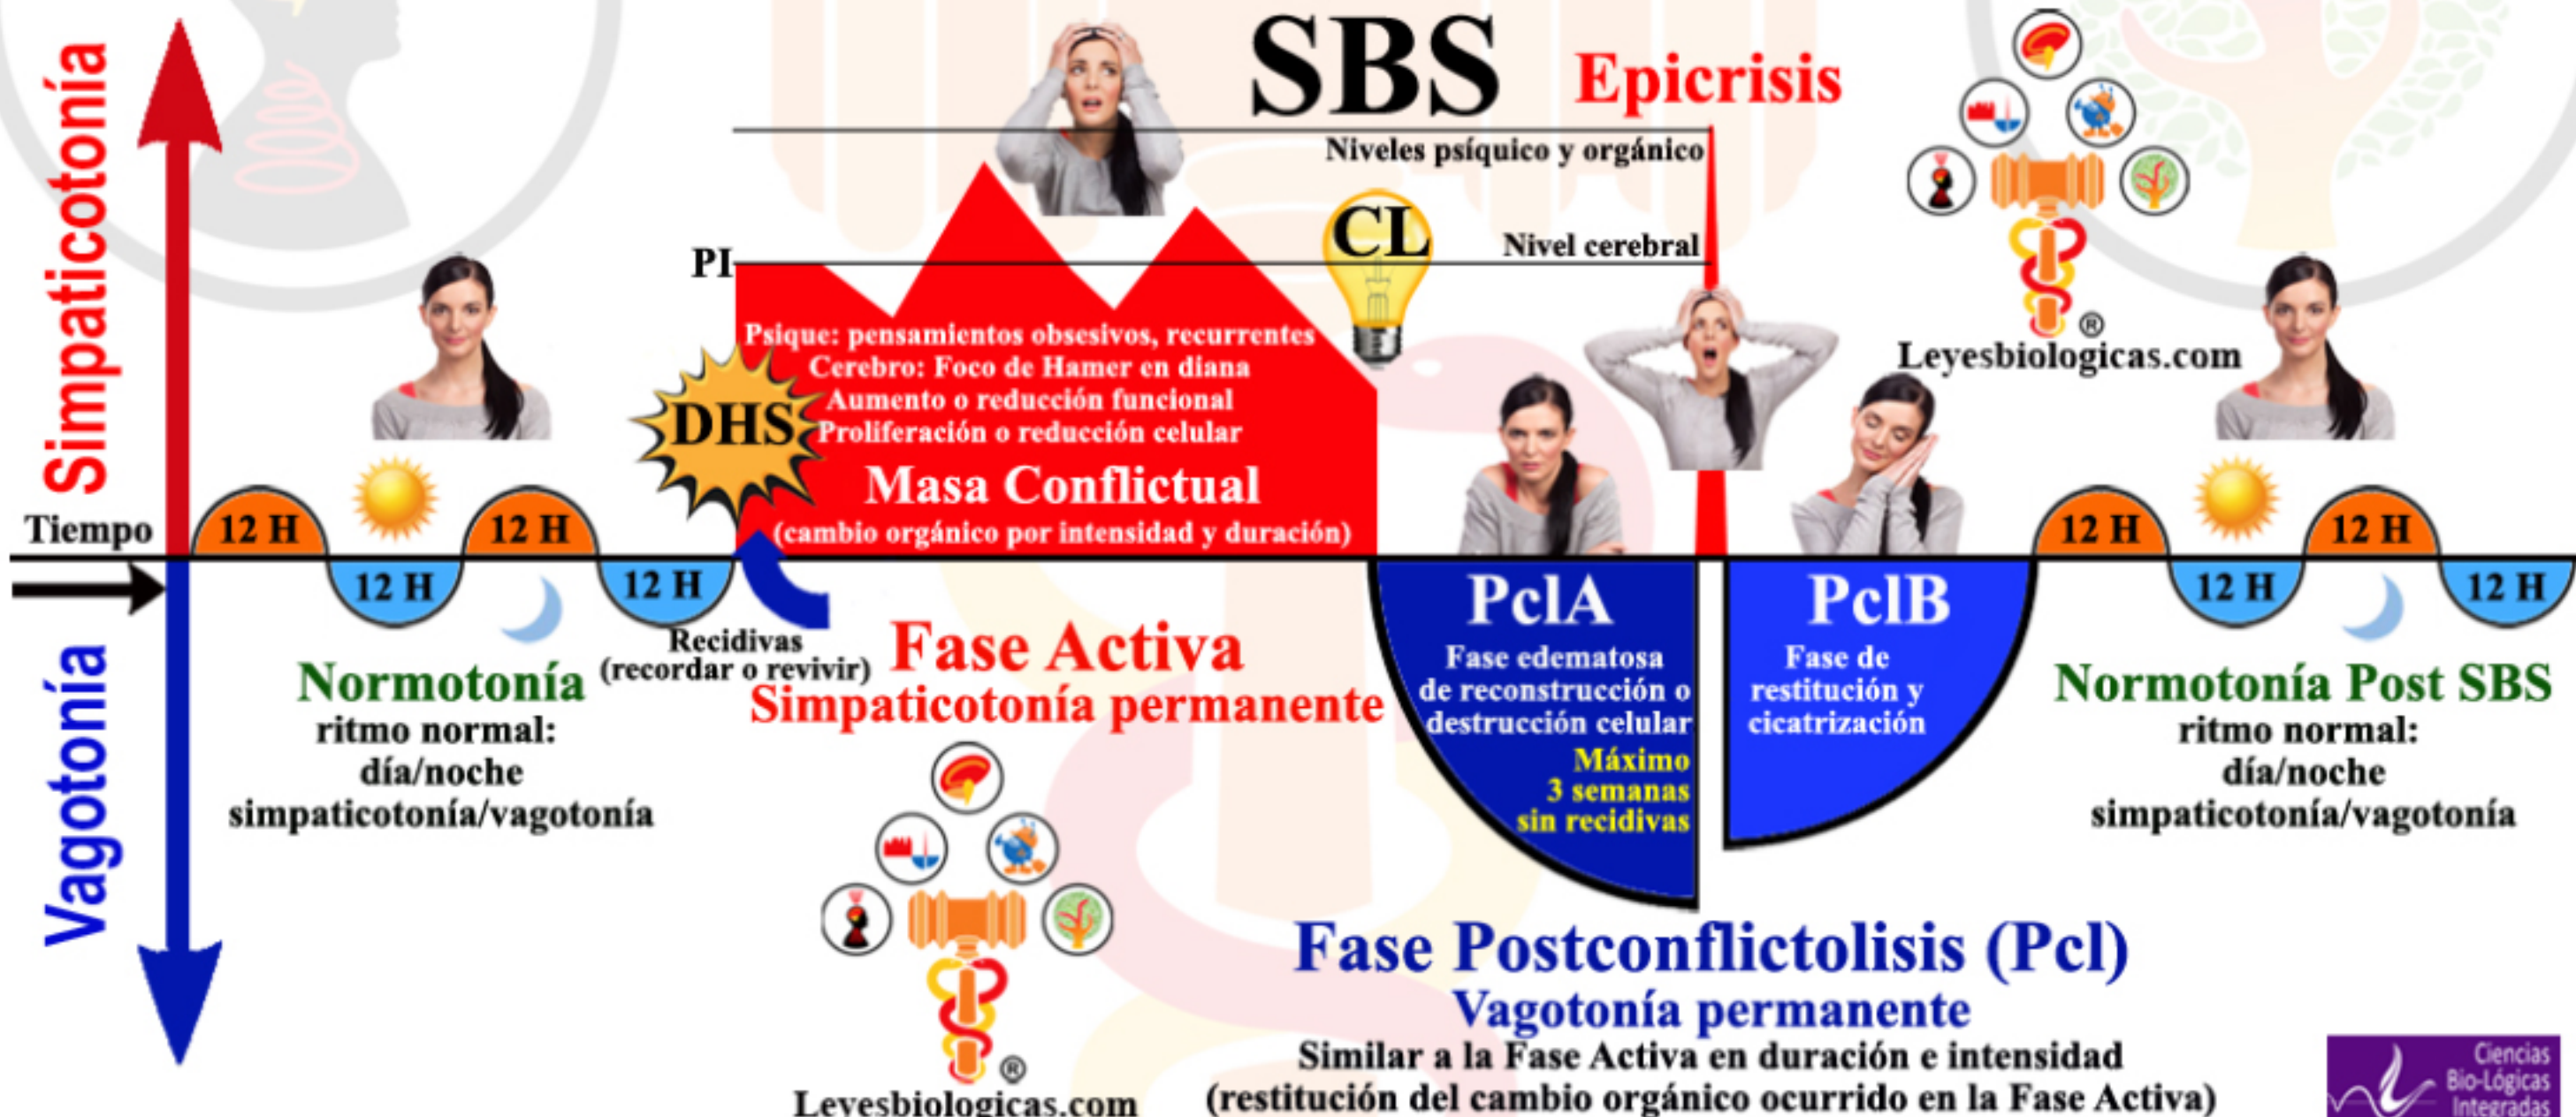 Simpaticotonía
Vagotonía
Tiempo
12 H
12 H
12 H
12 H
Normotonía
ritmo normal:
día/noche
simpaticotonía/vagotonía
DHS
Recidivas
(recordar o revivir)
PI
SBS
Epicrisis
Niveles psíquico y orgánico
Nivel cerebral
CL
Psique: pensamientos obsesivos, recurrentes
Cerebro: Foco de Hamer en diana
Aumento o reducción funcional
Proliferación o reducción celular
Masa Conflictual
(cambio orgánico por intensidad y duración)
Fase Activa
Simpaticotonía permanente
®
Leyesbiologicas.com
PclA
Fase edematosa
de reconstrucción o
destrucción celular
Máximo
3 semanas
sin recidivas
PclB
Fase de
restitución y
cicatrización
Fase Postconflictolisis (Pcl)
Vagotonía permanente
Similar a la Fase Activa en duración e intensidad
(restitución del cambio orgánico ocurrido en la Fase Activa)
®
Leyesbiologicas.com
12 H
12 H
12 H
12 H
Normotonía Post SBS
ritmo normal:
día/noche
simpaticotonía/vagotonía
Ciencias
Bio-Lógicas
Integradas